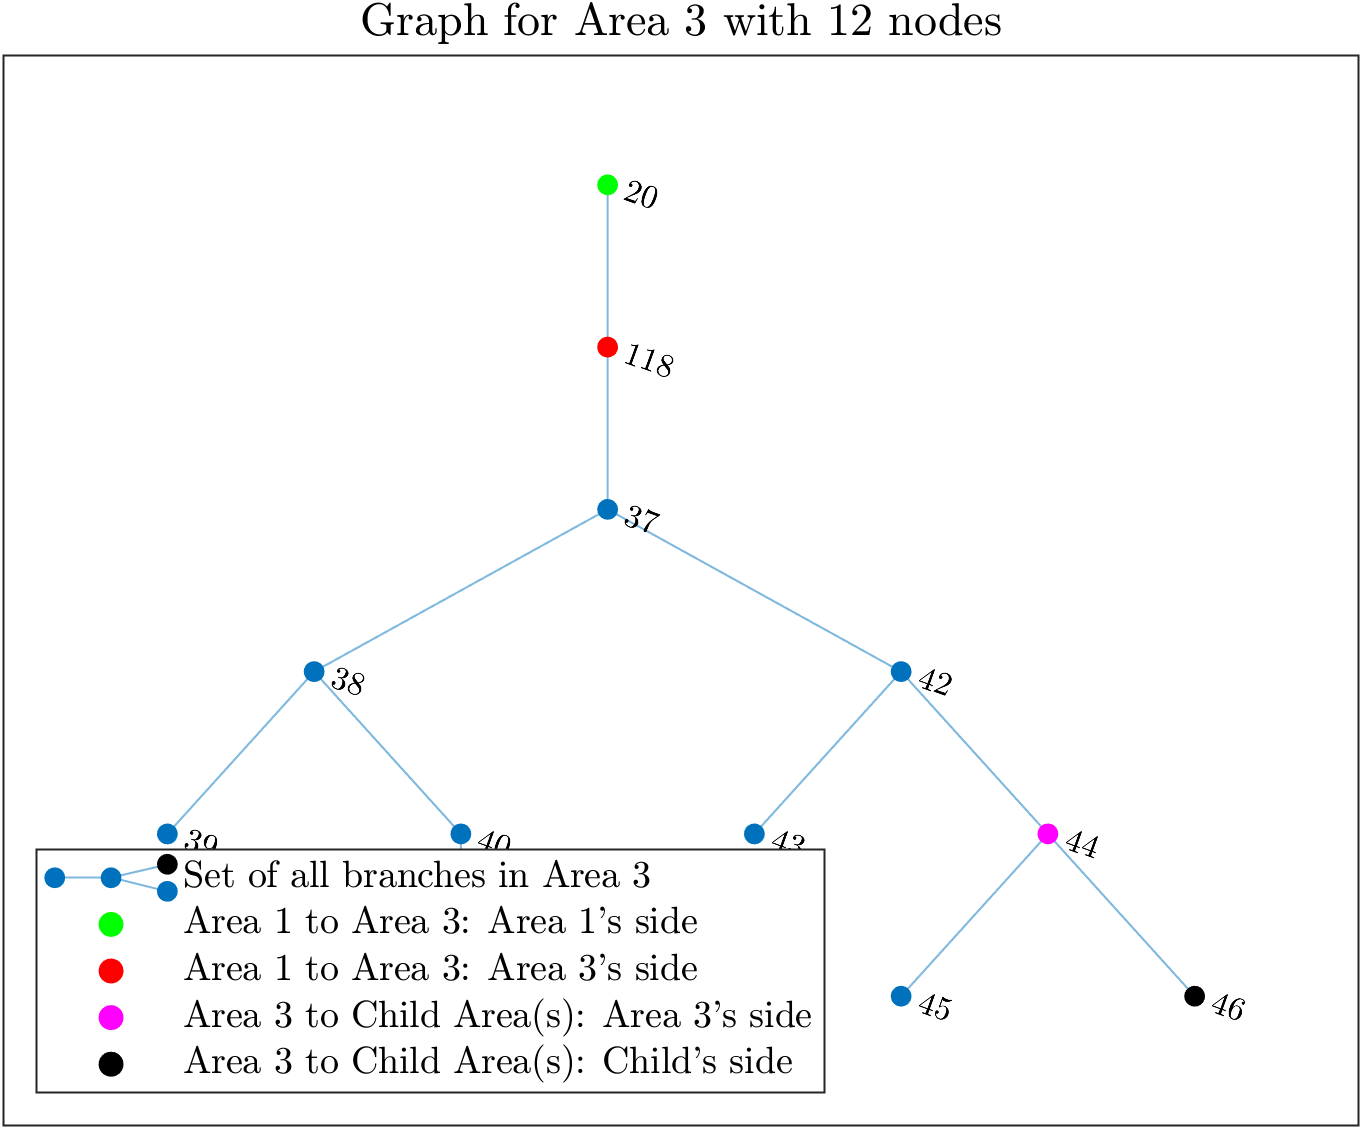 Graph for Area 3 with 12 nodes
20
118
37
38
42
39
40
43
44
Set of all branches in Area 3
Area 1 to Area 3: Area 1's side
Area 1 to Area 3: Area 3's side
Area 3 to Child Area(s): Area 3's side
Area 3 to Child Area(s): Child's side
45
46